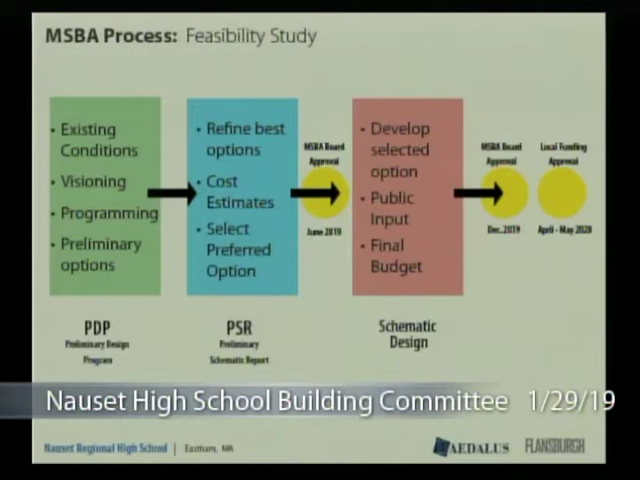 MSBA Process: Feasibility Study
• Existing
Conditions
• Visioning
• Programming
• Preliminary
options
• Refine best
options
• Cost
Estimates
• Select
Preferred
Option
MSBA Board
Approval
June 2019
• Develop
selected
option
• Public
Input
• Final
Budget
MSBA Board
Approval
Dec. 2019
Local Funding
Approval
April - May 2020
PDP
Preliminary Design
Program
PSR
Preliminary
Schematic Report
Schematic
Design
Nauset High School Building Committee 1/29/19
Nauset Regional High School | Eastham, MA
DAEDALUS
FLANSBURGH